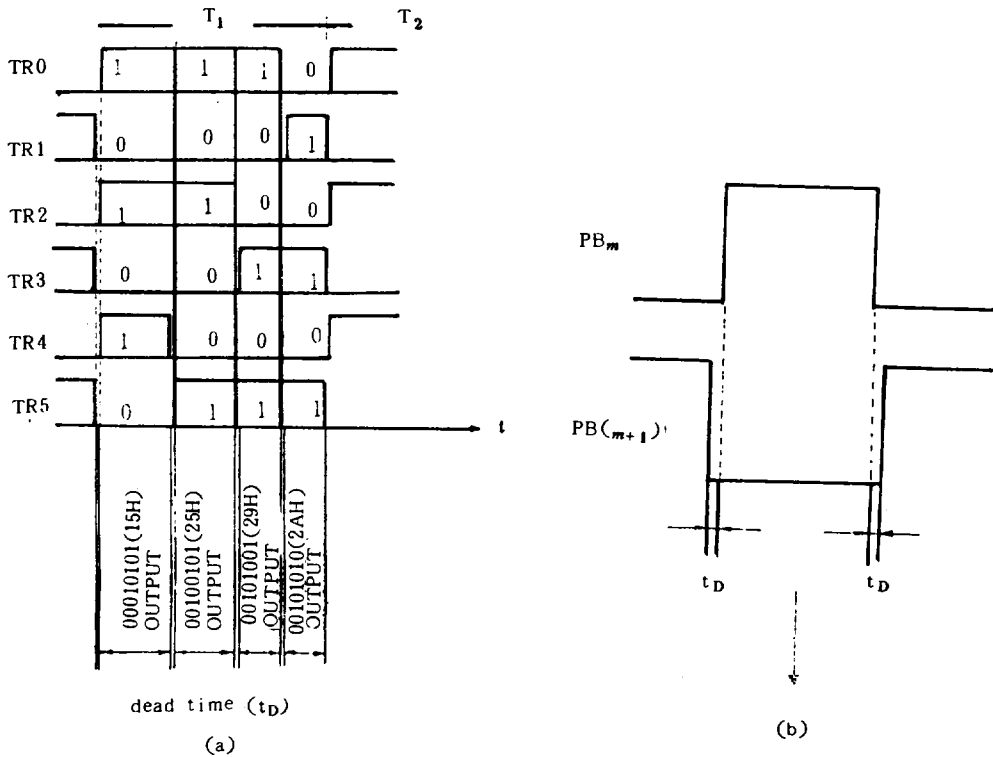 T1 T2
TR0 1 1 1 0
TR1 0 0 0 1
TR2 1 1 0 0
TR3 0 0 1 1
TR4 1 0 0 0
TR5 0 1 1 1
t
00010101(15H) OUTPUT
00100101(25H) OUTPUT
00101001(29H) OUTPUT
00101010(2AH) OUTPUT
dead time (tD)
(a)
PBm
PB(m+1)
tD tD
(b)